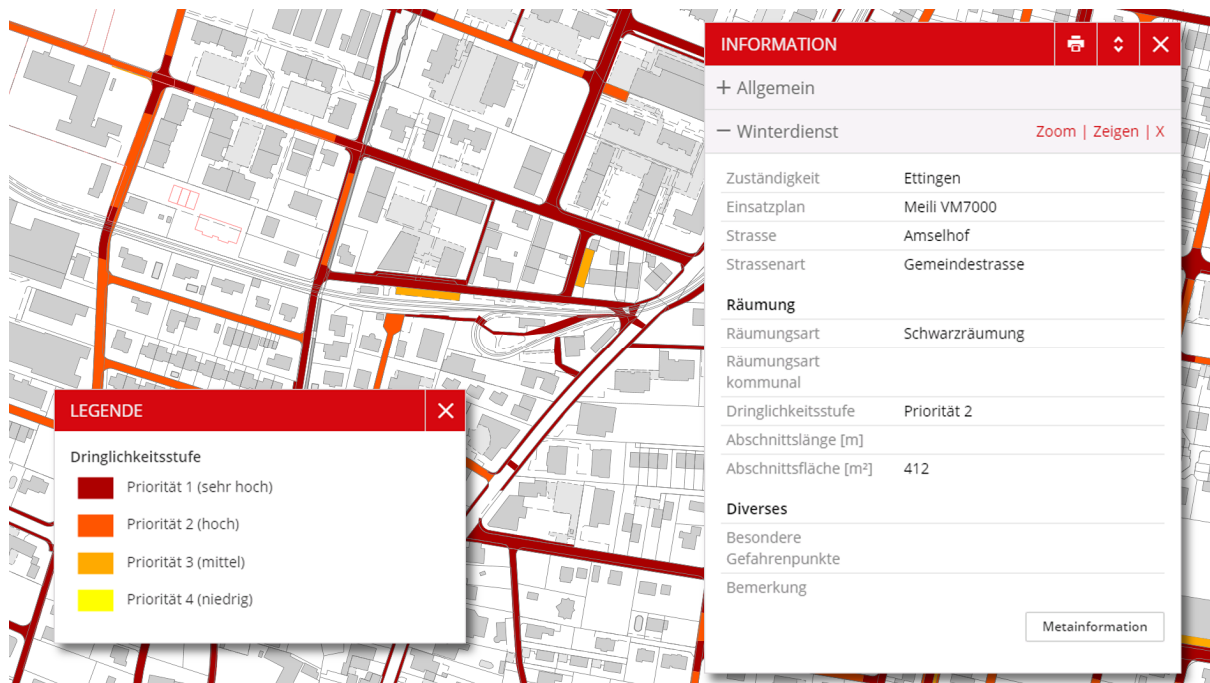 INFORMATION
Allgemein
Winterdienst Zoom | Zeigen | X
Zuständigkeit Ettingen
Einsatzplan Meili VM7000
Strasse Amselhof
Strassenart Gemeindestrasse
Räumung
Räumungsart Schwarzräumung
Räumungsart
kommunal
Dringlichkeitsstufe Priorität 2
Abschnittslänge [m]
Abschnittsfläche [m²] 412
Diverses
Besondere
Gefahrenpunkte
Bemerkung
Metainformation
LEGENDE
Dringlichkeitsstufe
Priorität 1 (sehr hoch)
Priorität 2 (hoch)
Priorität 3 (mittel)
Priorität 4 (niedrig)